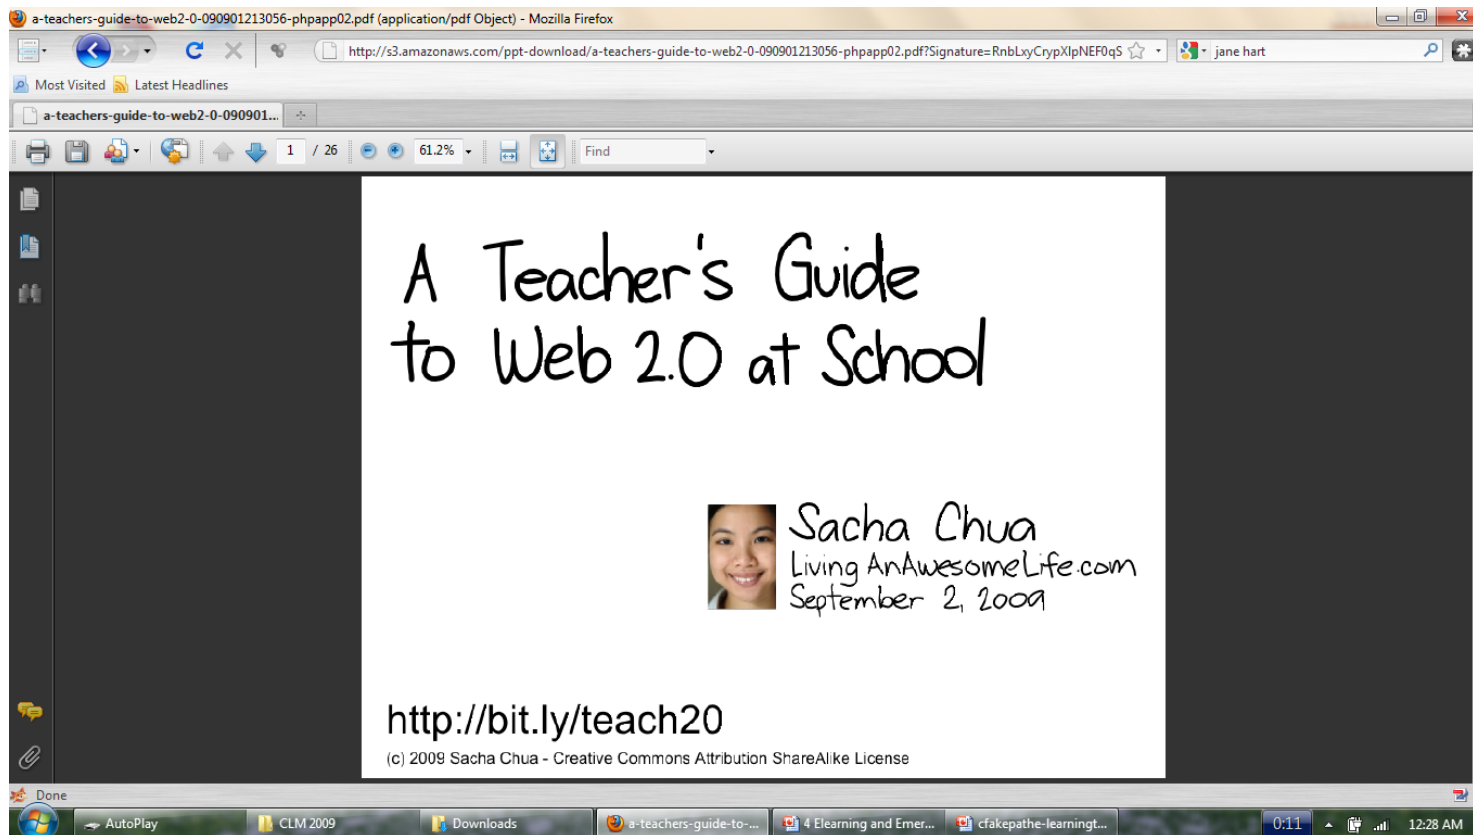 a-teachers-guide-to-web2-0-090901213056-phpapp02.pdf (application/pdf Object) - Mozilla Firefox
http://s3.amazonaws.com/ppt-download/a-teachers-guide-to-web2-0-090901213056-phpapp02.pdf?Signature=RnbLxyCrypXIpNEF0qS
jane hart
Most Visited Latest Headlines
a-teachers-guide-to-web2-0-090901...
1 / 26 61.2% Find
A Teacher's Guide
to Web 2.0 at School
Sacha Chua
LivingAnAwesomeLife.com
September 2, 2009
http://bit.ly/teach20
(c) 2009 Sacha Chua - Creative Commons Attribution ShareAlike License
Done
AutoPlay CLM 2009 Downloads a-teachers-guide-to-... 4 Elearning and Emer... cfakepathe-learningt... 0:11 12:28 AM